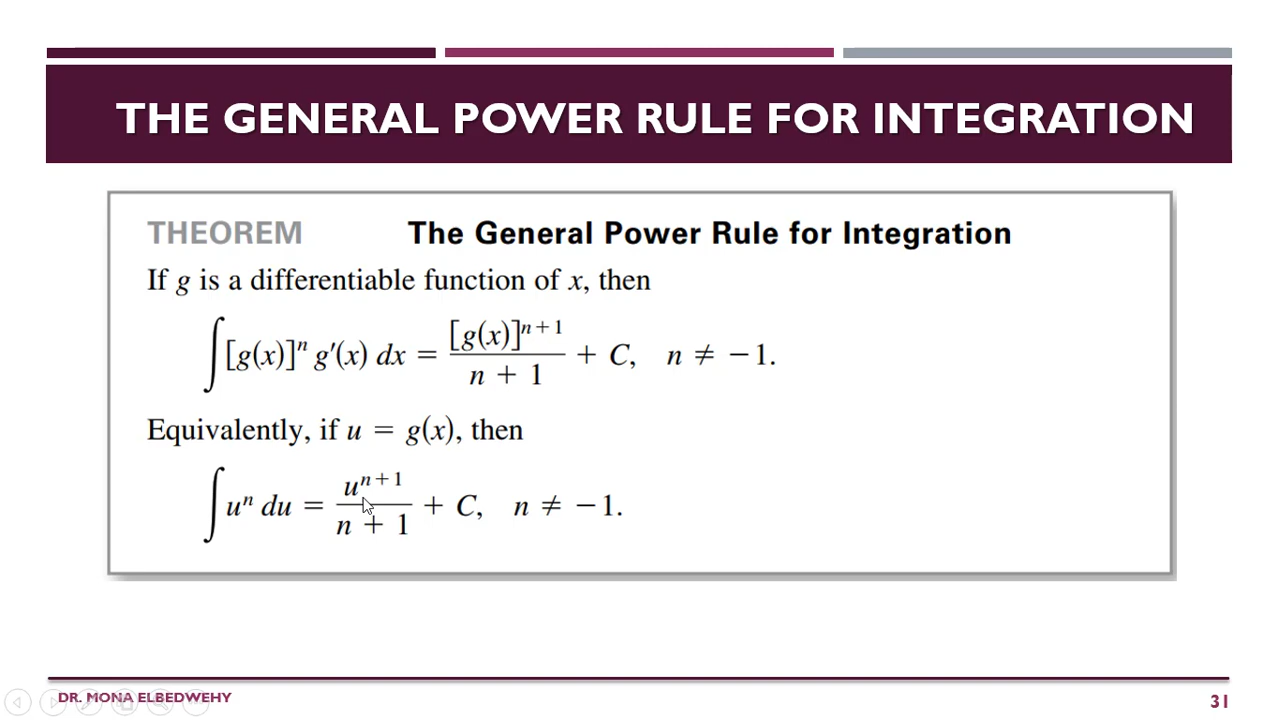 THE GENERAL POWER RULE FOR INTEGRATION
THEOREM The General Power Rule for Integration
If g is a differentiable function of x, then
∫[g(x)]ⁿ g′(x) dx = [g(x)]ⁿ⁺¹ / (n + 1) + C, n ≠ −1.
Equivalently, if u = g(x), then
∫uⁿ du = uⁿ⁺¹ / (n + 1) + C, n ≠ −1.
DR. MONA ELBEDWEHY
31